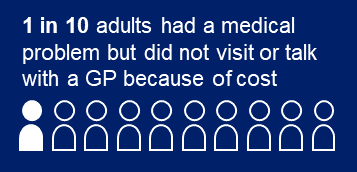 1 in 10 adults had a medical
problem but did not visit or talk
with a GP because of cost